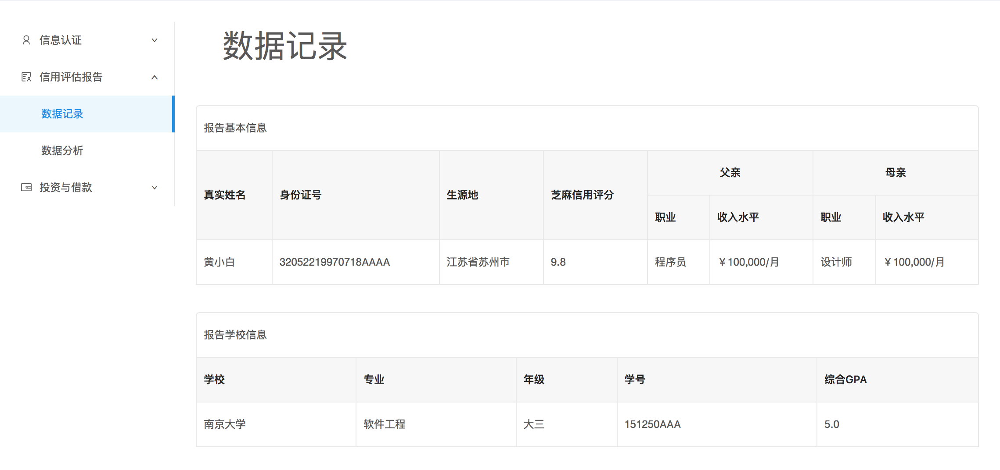 信息认证
信用评估报告
数据记录
数据分析
投资与借款
数据记录
报告基本信息
真实姓名 身份证号 生源地 芝麻信用评分 父亲 母亲
职业 收入水平 职业 收入水平
黄小白 32052219970718AAAA 江苏省苏州市 9.8 程序员 ￥100,000/月 设计师 ￥100,000/月
报告学校信息
学校 专业 年级 学号 综合GPA
南京大学 软件工程 大三 151250AAA 5.0